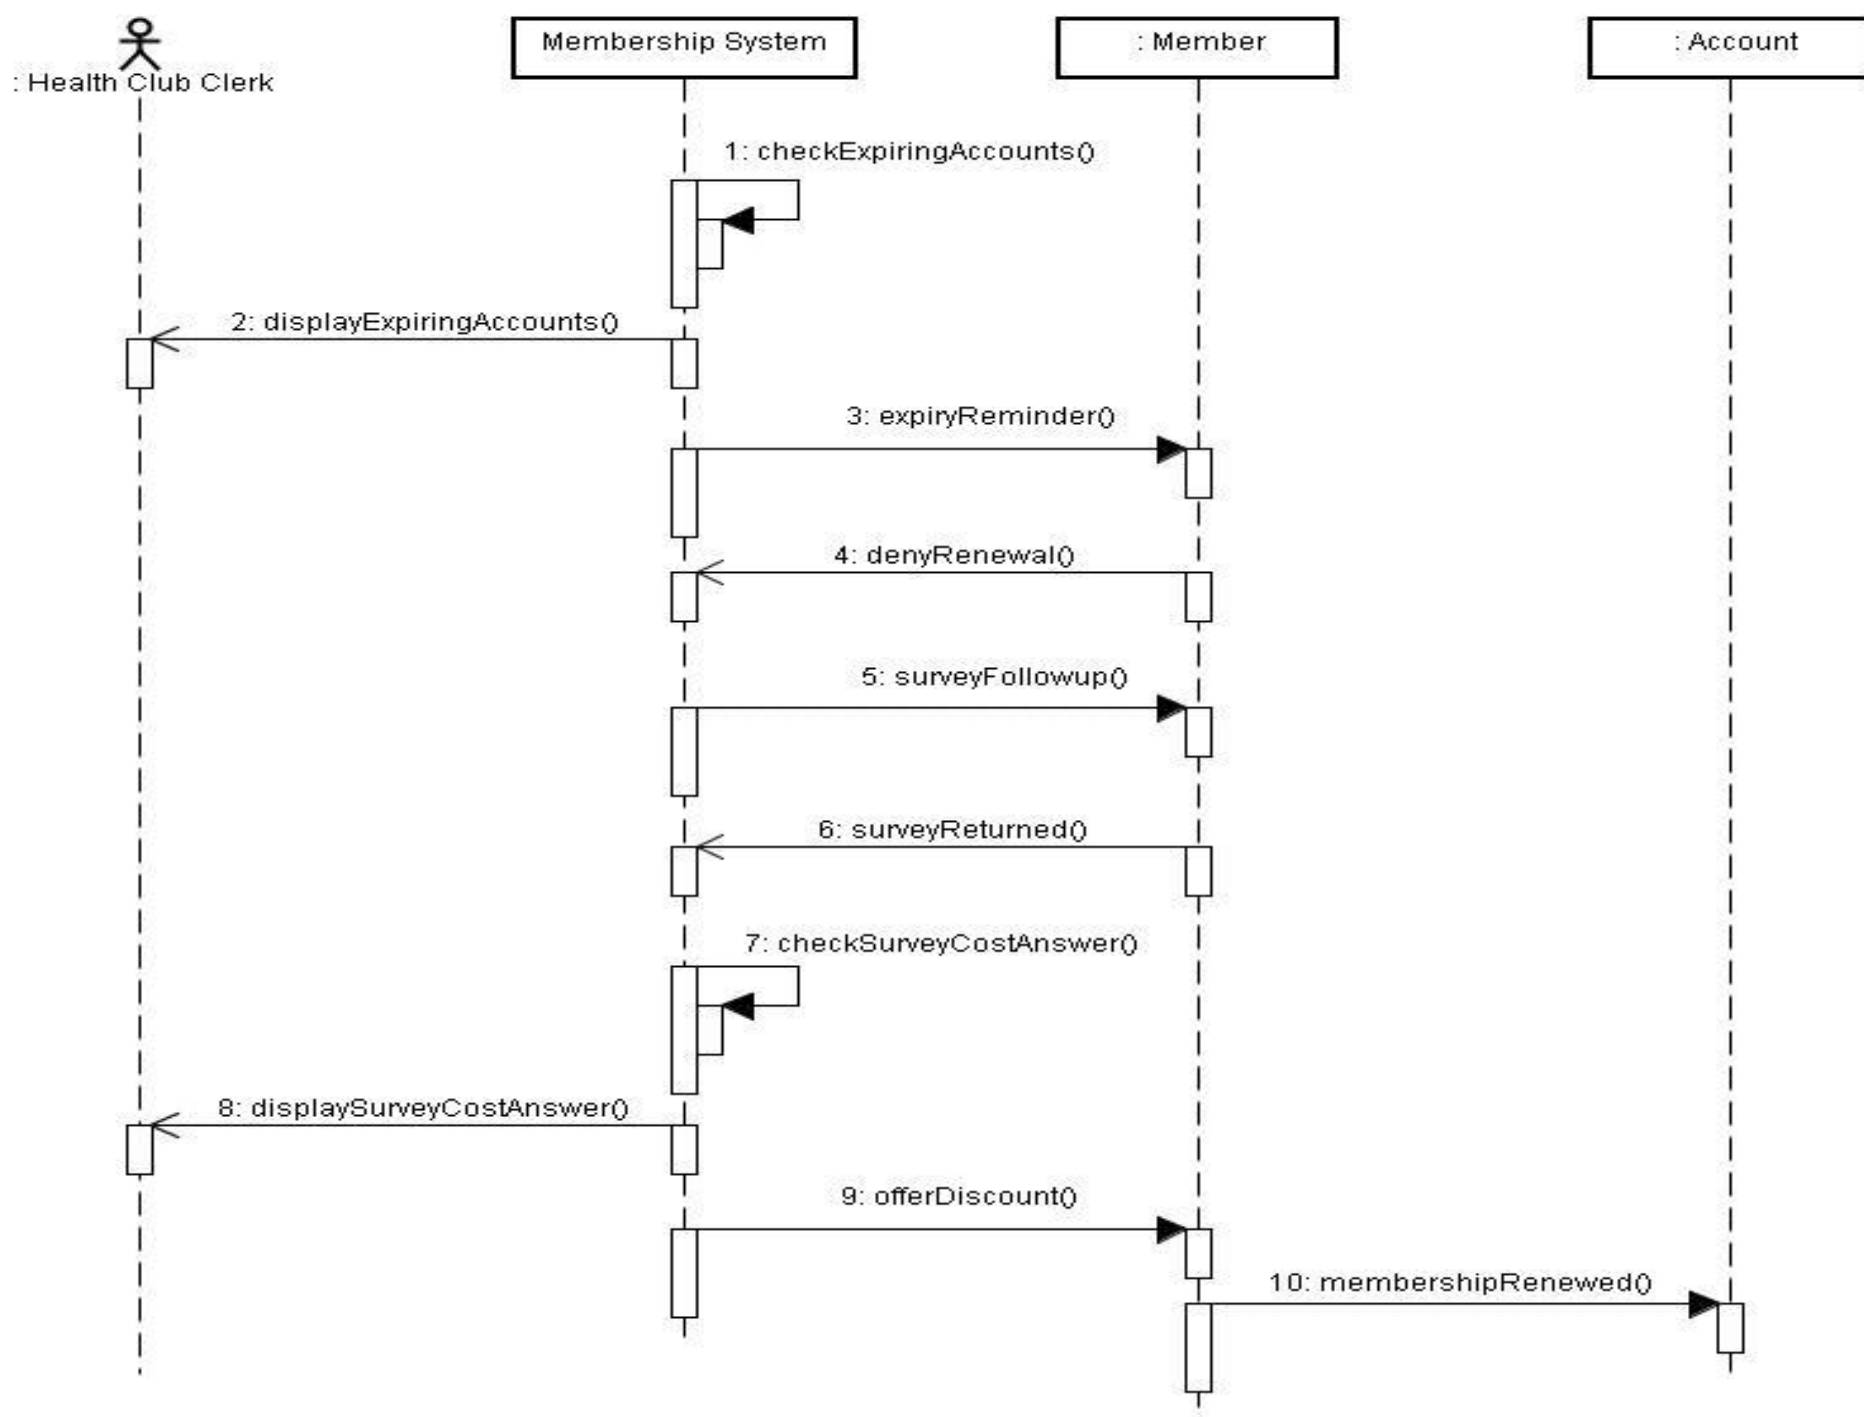 : Health Club Clerk
Membership System
: Member
: Account
1: checkExpiringAccounts()
2: displayExpiringAccounts()
3: expiryReminder()
4: denyRenewal()
5: surveyFollowup()
6: surveyReturned()
7: checkSurveyCostAnswer()
8: displaySurveyCostAnswer()
9: offerDiscount()
10: membershipRenewed()